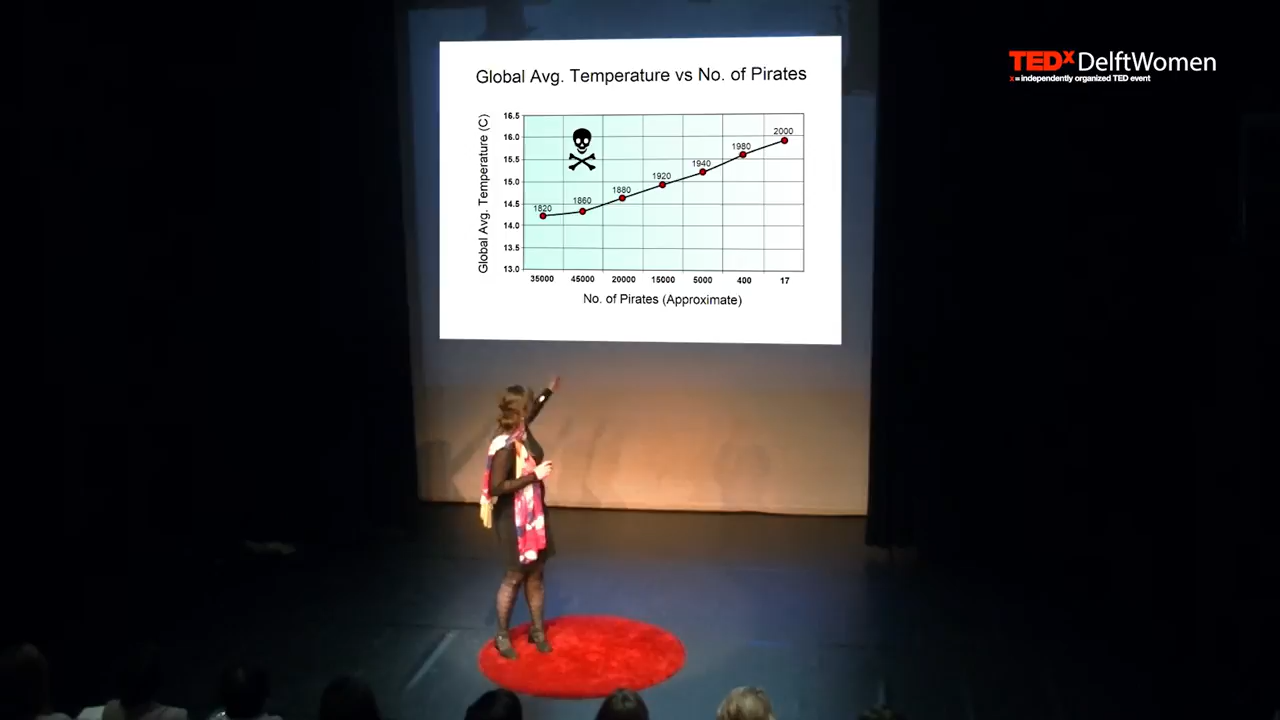 TEDx DelftWomen
x = independently organized TED event
Global Avg. Temperature vs No. of Pirates
Global Avg. Temperature (C)
16.5
16.0
15.5
15.0
14.5
14.0
13.5
13.0
1820
1860
1880
1920
1940
1980
2000
35000 45000 20000 15000 5000 400 17
No. of Pirates (Approximate)